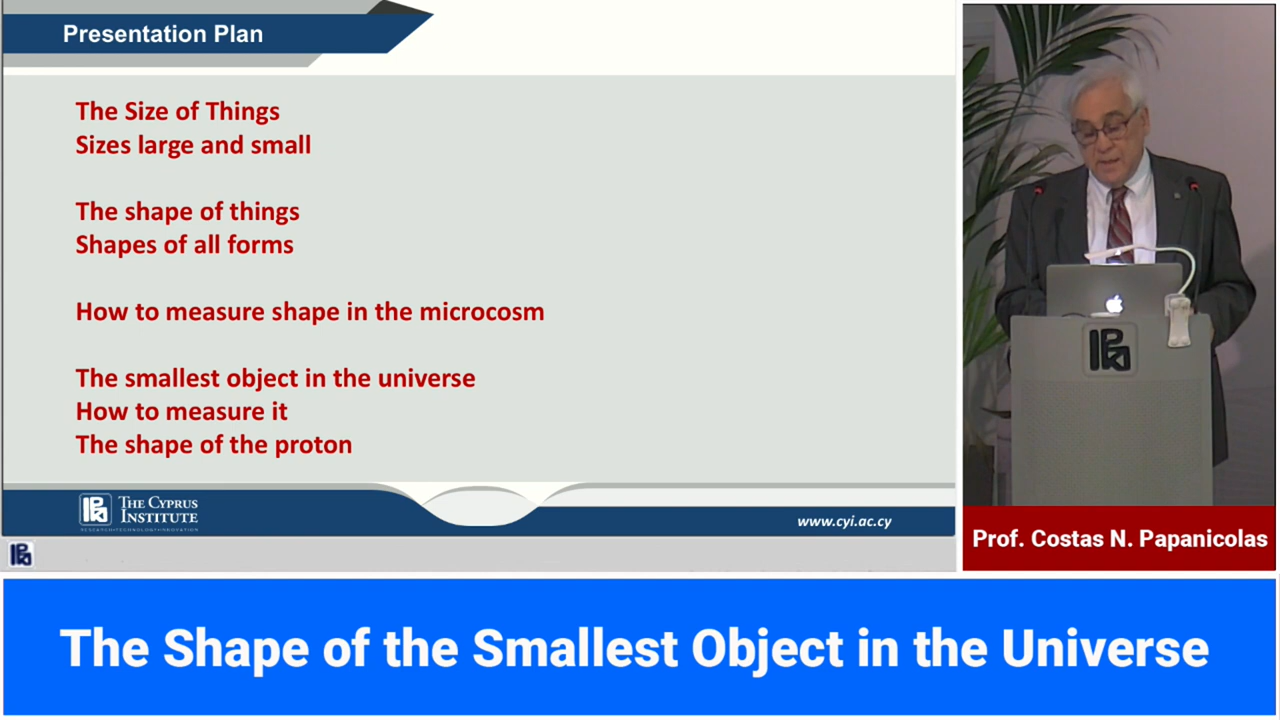 Presentation Plan
The Size of Things
Sizes large and small
The shape of things
Shapes of all forms
How to measure shape in the microcosm
The smallest object in the universe
How to measure it
The shape of the proton
THE CYPRUS
INSTITUTE
RESEARCH•TECHNOLOGY•INNOVATION
www.cyi.ac.cy
Prof. Costas N. Papanicolas
The Shape of the Smallest Object in the Universe